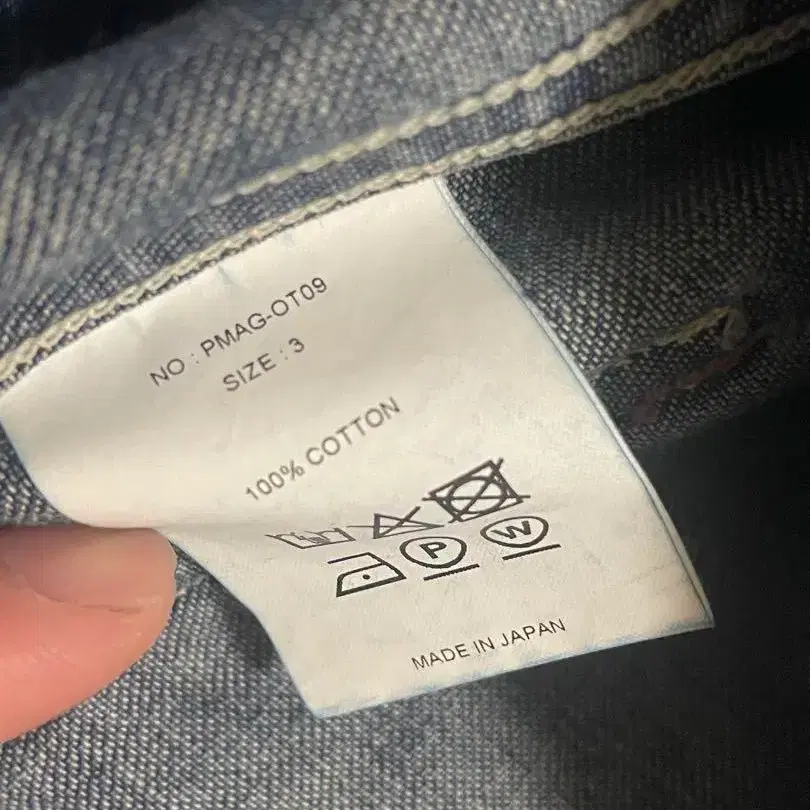 NO : PMAG-OT09
SIZE : 3
100% COTTON
P W
MADE IN JAPAN